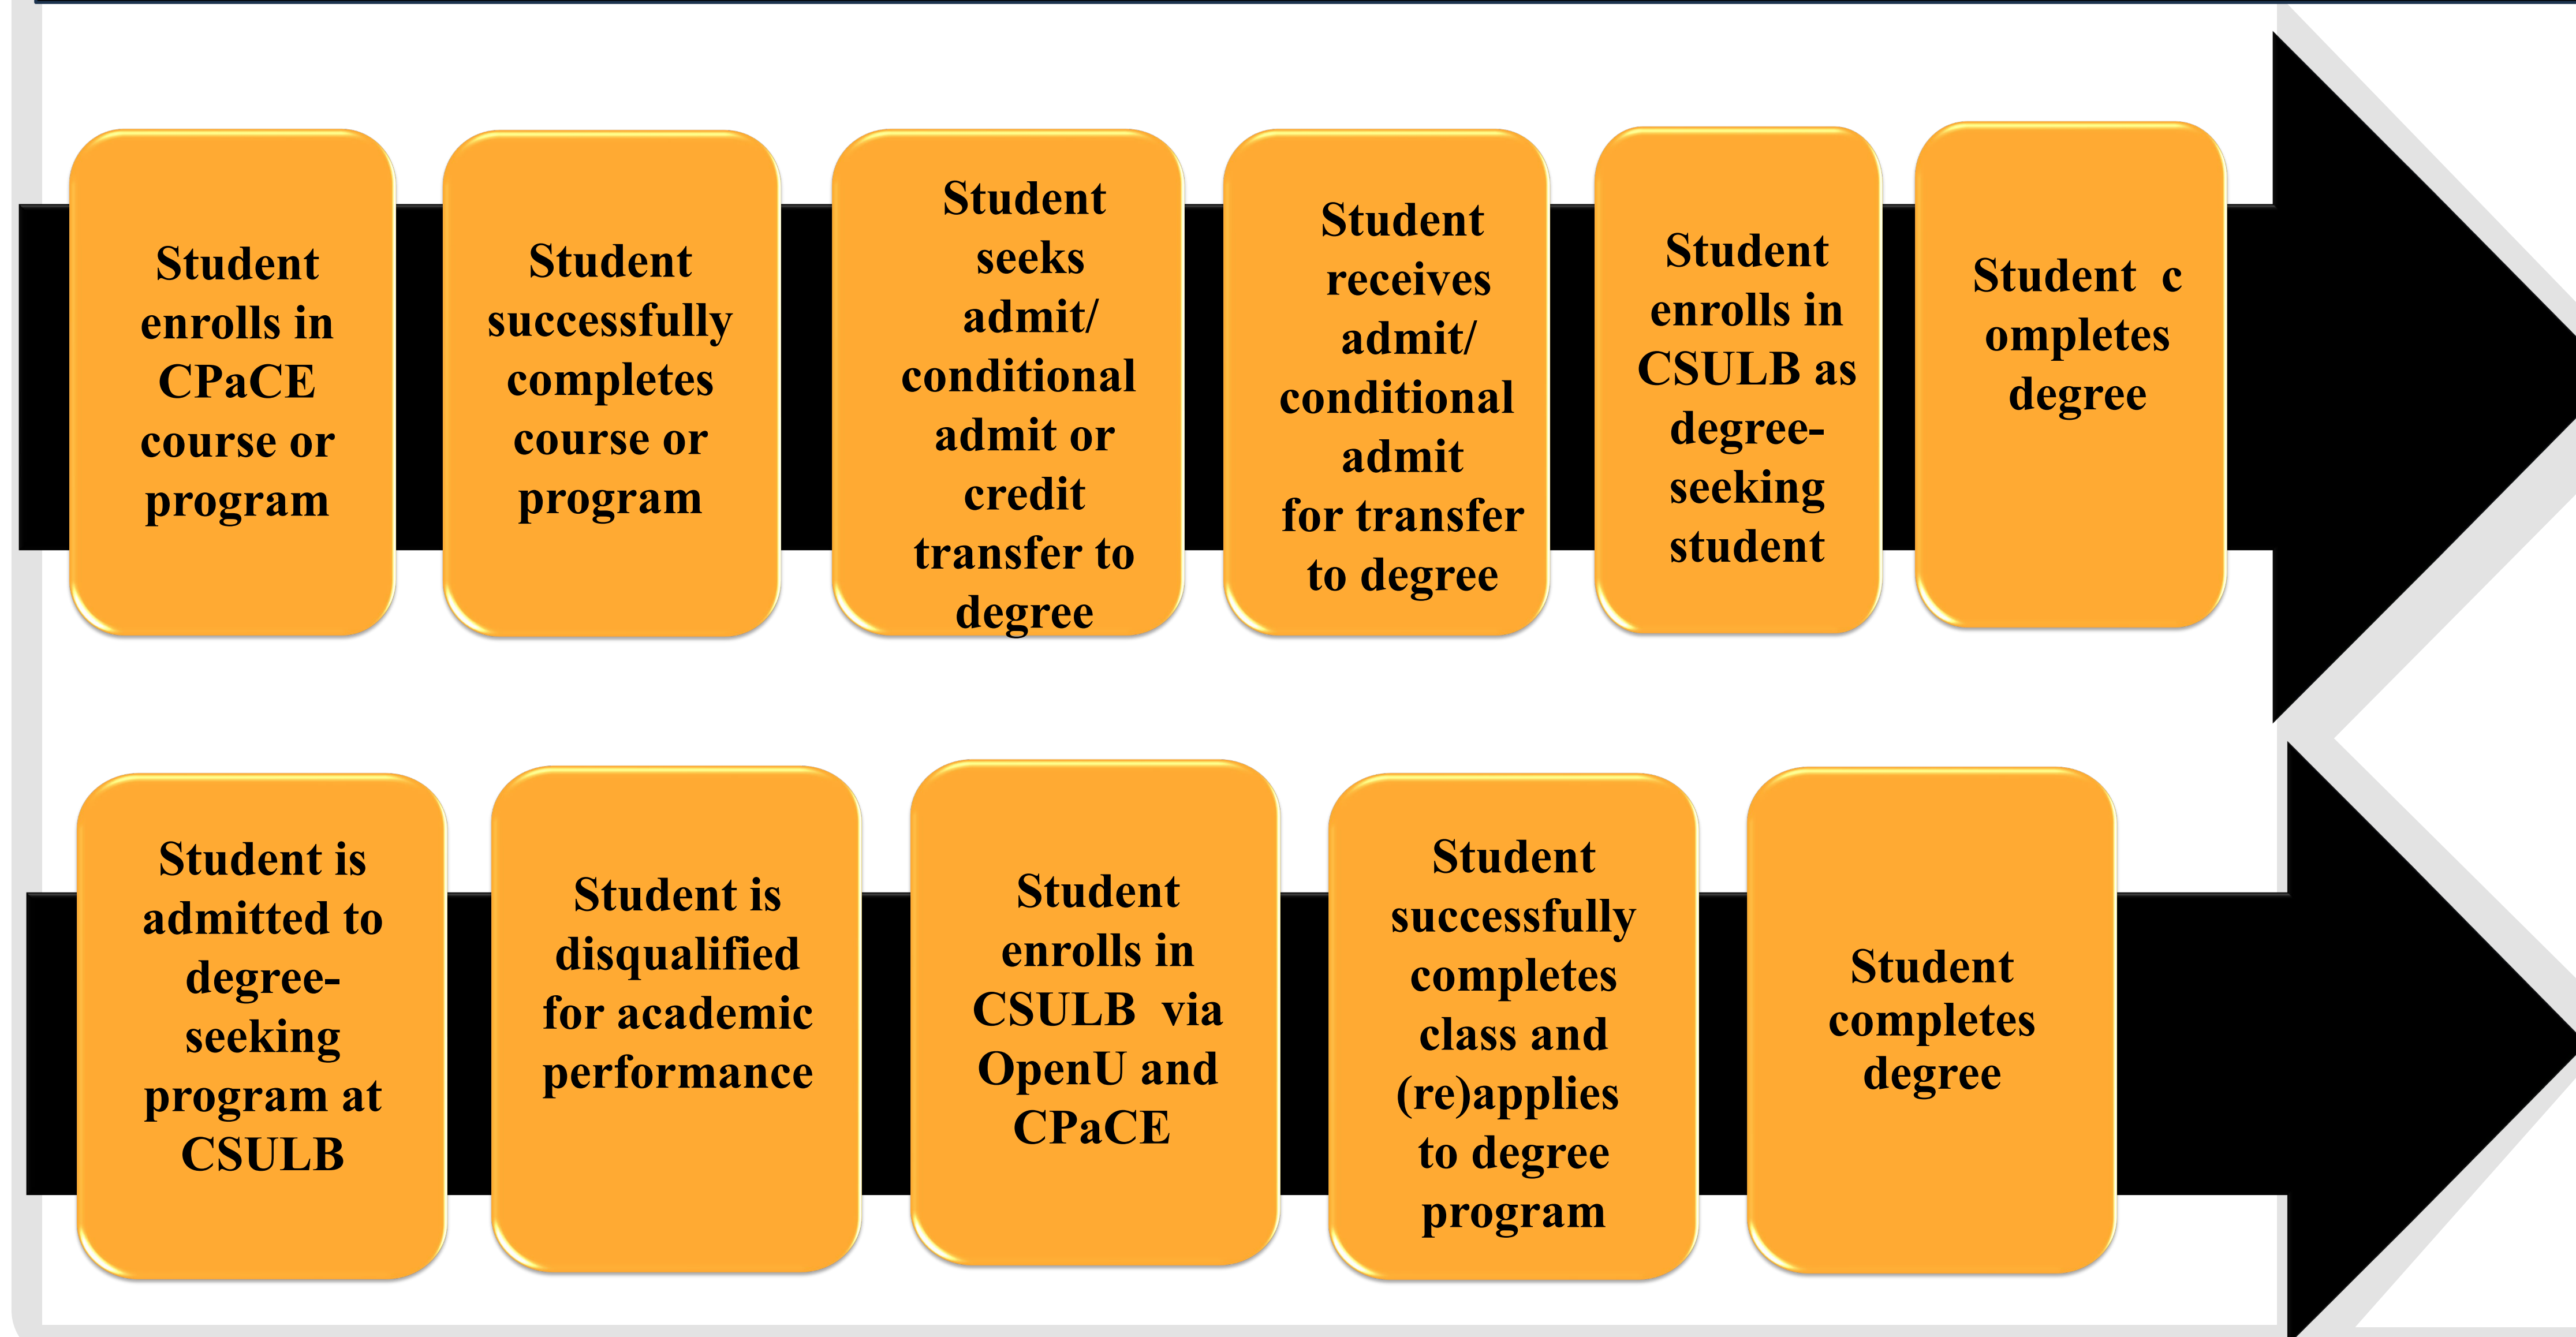 Student
enrolls in
CPaCE
course or
program
Student
successfully
completes
course or
program
Student
seeks
admit/
conditional
admit or
credit
transfer to
degree
Student
receives
admit/
conditional
admit
for transfer
to degree
Student
enrolls in
CSULB as
degree-
seeking
student
Student  c
ompletes
degree
Student is
admitted to
degree-
seeking
program at
CSULB
Student is
disqualified
for academic
performance
Student
enrolls in
CSULB  via
OpenU and
CPaCE
Student
successfully
completes
class and
(re)applies
to degree
program
Student
completes
degree